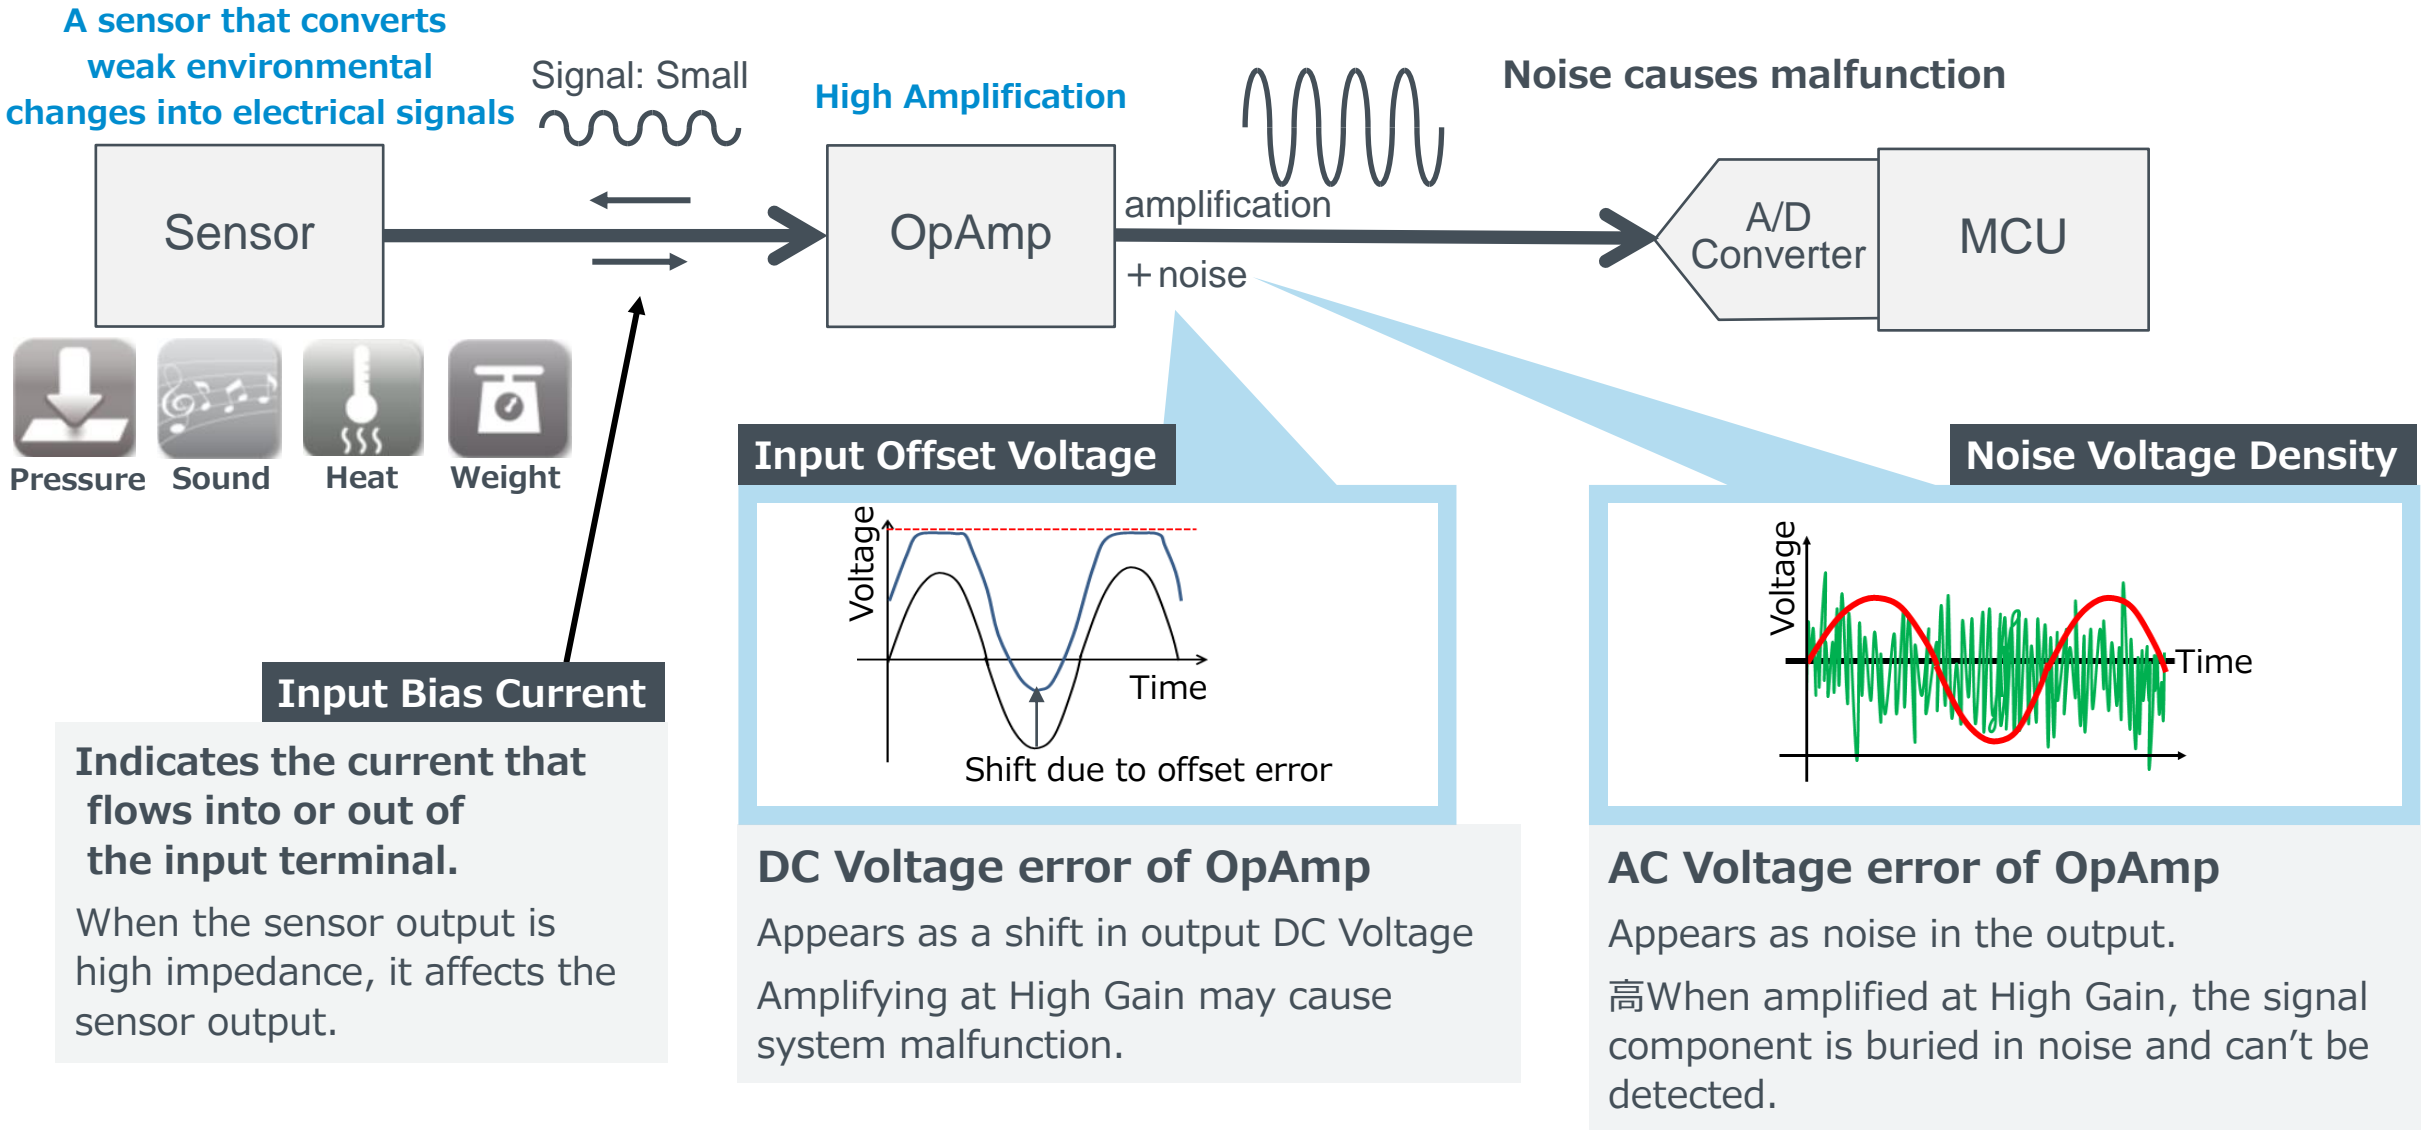 A sensor that converts
weak environmental
changes into electrical signals
Signal: Small
High Amplification
Noise causes malfunction
Sensor
OpAmp
amplification
＋noise
A/D
Converter
MCU
Pressure
Sound
Heat
Weight
Input Bias Current
Indicates the current that
flows into or out of
the input terminal.
When the sensor output is
high impedance, it affects the
sensor output.
Input Offset Voltage
Voltage
Time
Shift due to offset error
DC Voltage error of OpAmp
Appears as a shift in output DC Voltage
Amplifying at High Gain may cause
system malfunction.
Noise Voltage Density
Voltage
Time
AC Voltage error of OpAmp
Appears as noise in the output.
高When amplified at High Gain, the signal
component is buried in noise and can’t be
detected.